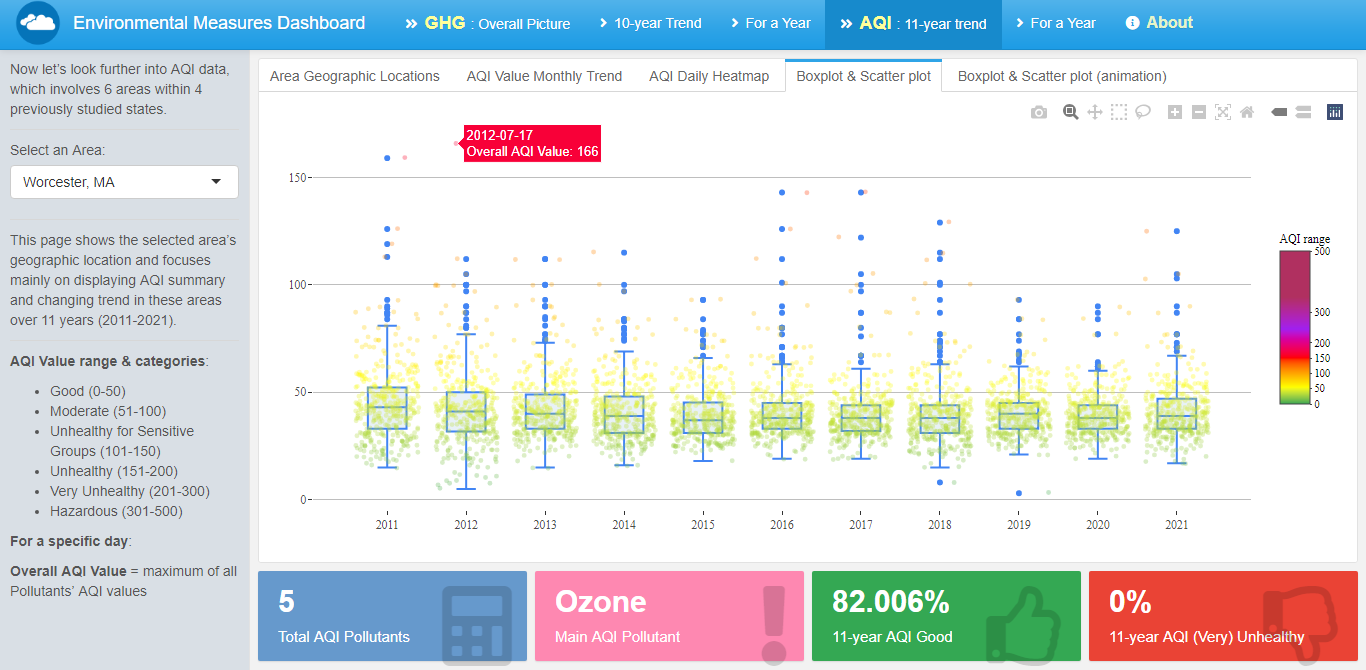 Environmental Measures Dashboard
GHG : Overall Picture
10-year Trend
For a Year
AQI : 11-year trend
For a Year
About
Now let's look further into AQI data,
which involves 6 areas within 4
previously studied states.
Select an Area:
Worcester, MA
This page shows the selected area's
geographic location and focuses
mainly on displaying AQI summary
and changing trend in these areas
over 11 years (2011-2021).
AQI Value range & categories:
Good (0-50)
Moderate (51-100)
Unhealthy for Sensitive
Groups (101-150)
Unhealthy (151-200)
Very Unhealthy (201-300)
Hazardous (301-500)
For a specific day:
Overall AQI Value = maximum of all
Pollutants' AQI values
Area Geographic Locations
AQI Value Monthly Trend
AQI Daily Heatmap
Boxplot & Scatter plot
Boxplot & Scatter plot (animation)
2012-07-17
Overall AQI Value: 166
150
100
50
0
2011
2012
2013
2014
2015
2016
2017
2018
2019
2020
2021
AQI range
500
300
200
150
100
50
0
5
Total AQI Pollutants
Ozone
Main AQI Pollutant
82.006%
11-year AQI Good
0%
11-year AQI (Very) Unhealthy